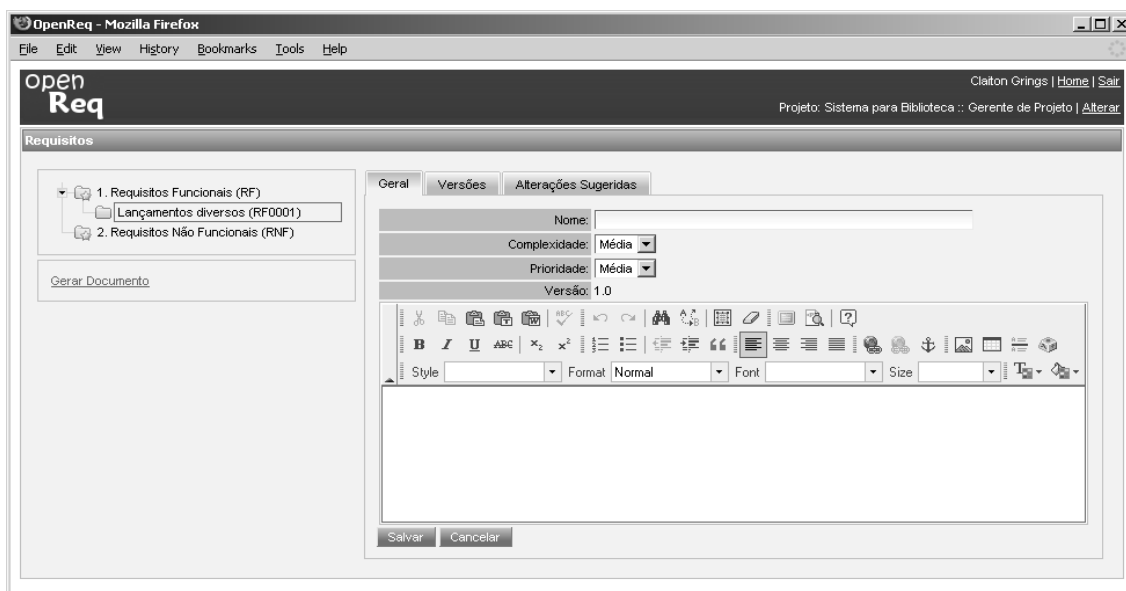 OpenReq - Mozilla Firefox
File Edit View History Bookmarks Tools Help
open
Req
Claiton Grings | Home | Sair
Projeto: Sistema para Biblioteca :: Gerente de Projeto | Alterar
Requisitos
1. Requisitos Funcionais (RF)
Lançamentos diversos (RF0001)
2. Requisitos Não Funcionais (RNF)
Gerar Documento
Geral Versões Alterações Sugeridas
Nome:
Complexidade: Média
Prioridade: Média
Versão: 1.0
B I U ABC x₂ x²
Style Format Normal Font Size
Salvar Cancelar